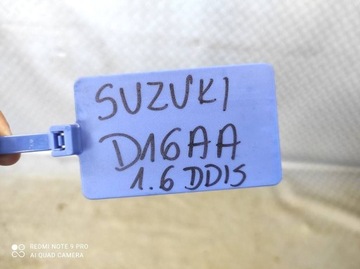 SUZUKI
D16AA
1.6 DDIS
REDMI NOTE 9 PRO
AI QUAD CAMERA